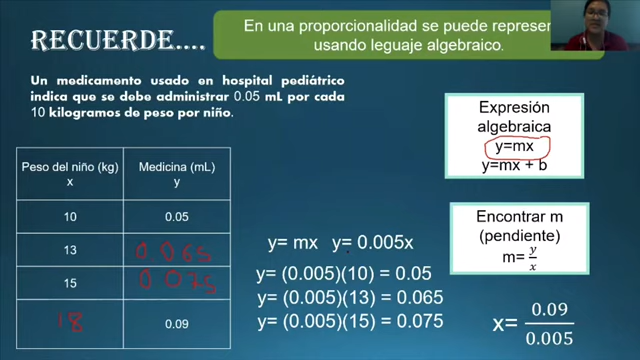 RECUERDE....
En una proporcionalidad se puede represen
usando leguaje algebraico.
Un medicamento usado en hospital pediátrico
indica que se debe administrar 0.05 mL por cada
10 kilogramos de peso por niño.
Peso del niño (kg)
x
Medicina (mL)
y
10
0.05
13
0.065
15
0.075
18
0.09
y= mx y= 0.005x
y= (0.005)(10) = 0.05
y= (0.005)(13) = 0.065
y= (0.005)(15) = 0.075
Expresión
algebraica
y=mx
y=mx + b
Encontrar m
(pendiente)
m= y/x
x= 0.09/0.005